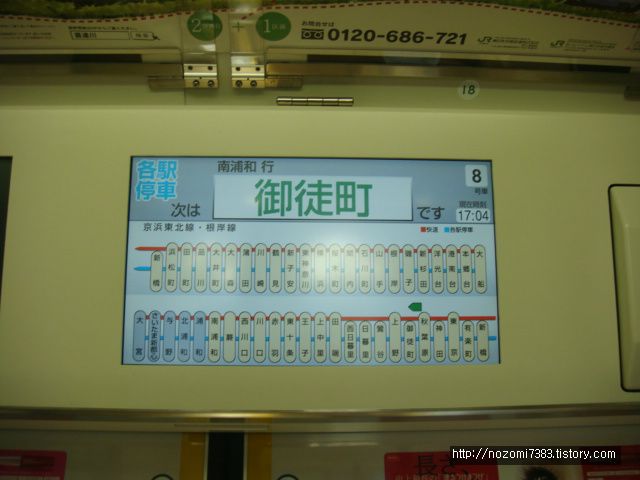 2
1
お問合せは
0120-686-721
JR
JR
18
各駅
停車
南浦和 行
次は
御徒町
です
8
号車
現在時刻
17:04
京浜東北線・根岸線
快速
各駅停車
新橋 浜松町 田町 品川 大井町 大森 蒲田 川崎 鶴見 新子安 東神奈川 横浜 桜木町 関内 石川町 山手 根岸 磯子 新杉田 洋光台 港南台 本郷台 大船
大宮 さいたま新都心 与野 北浦和 浦和 南浦和 蕨 西川口 川口 赤羽 東十条 王子 上中里 田端 西日暮里 日暮里 鶯谷 上野 御徒町 秋葉原 神田 東京 有楽町 新橋
長さ、
http://nozomi7383.tistory.com